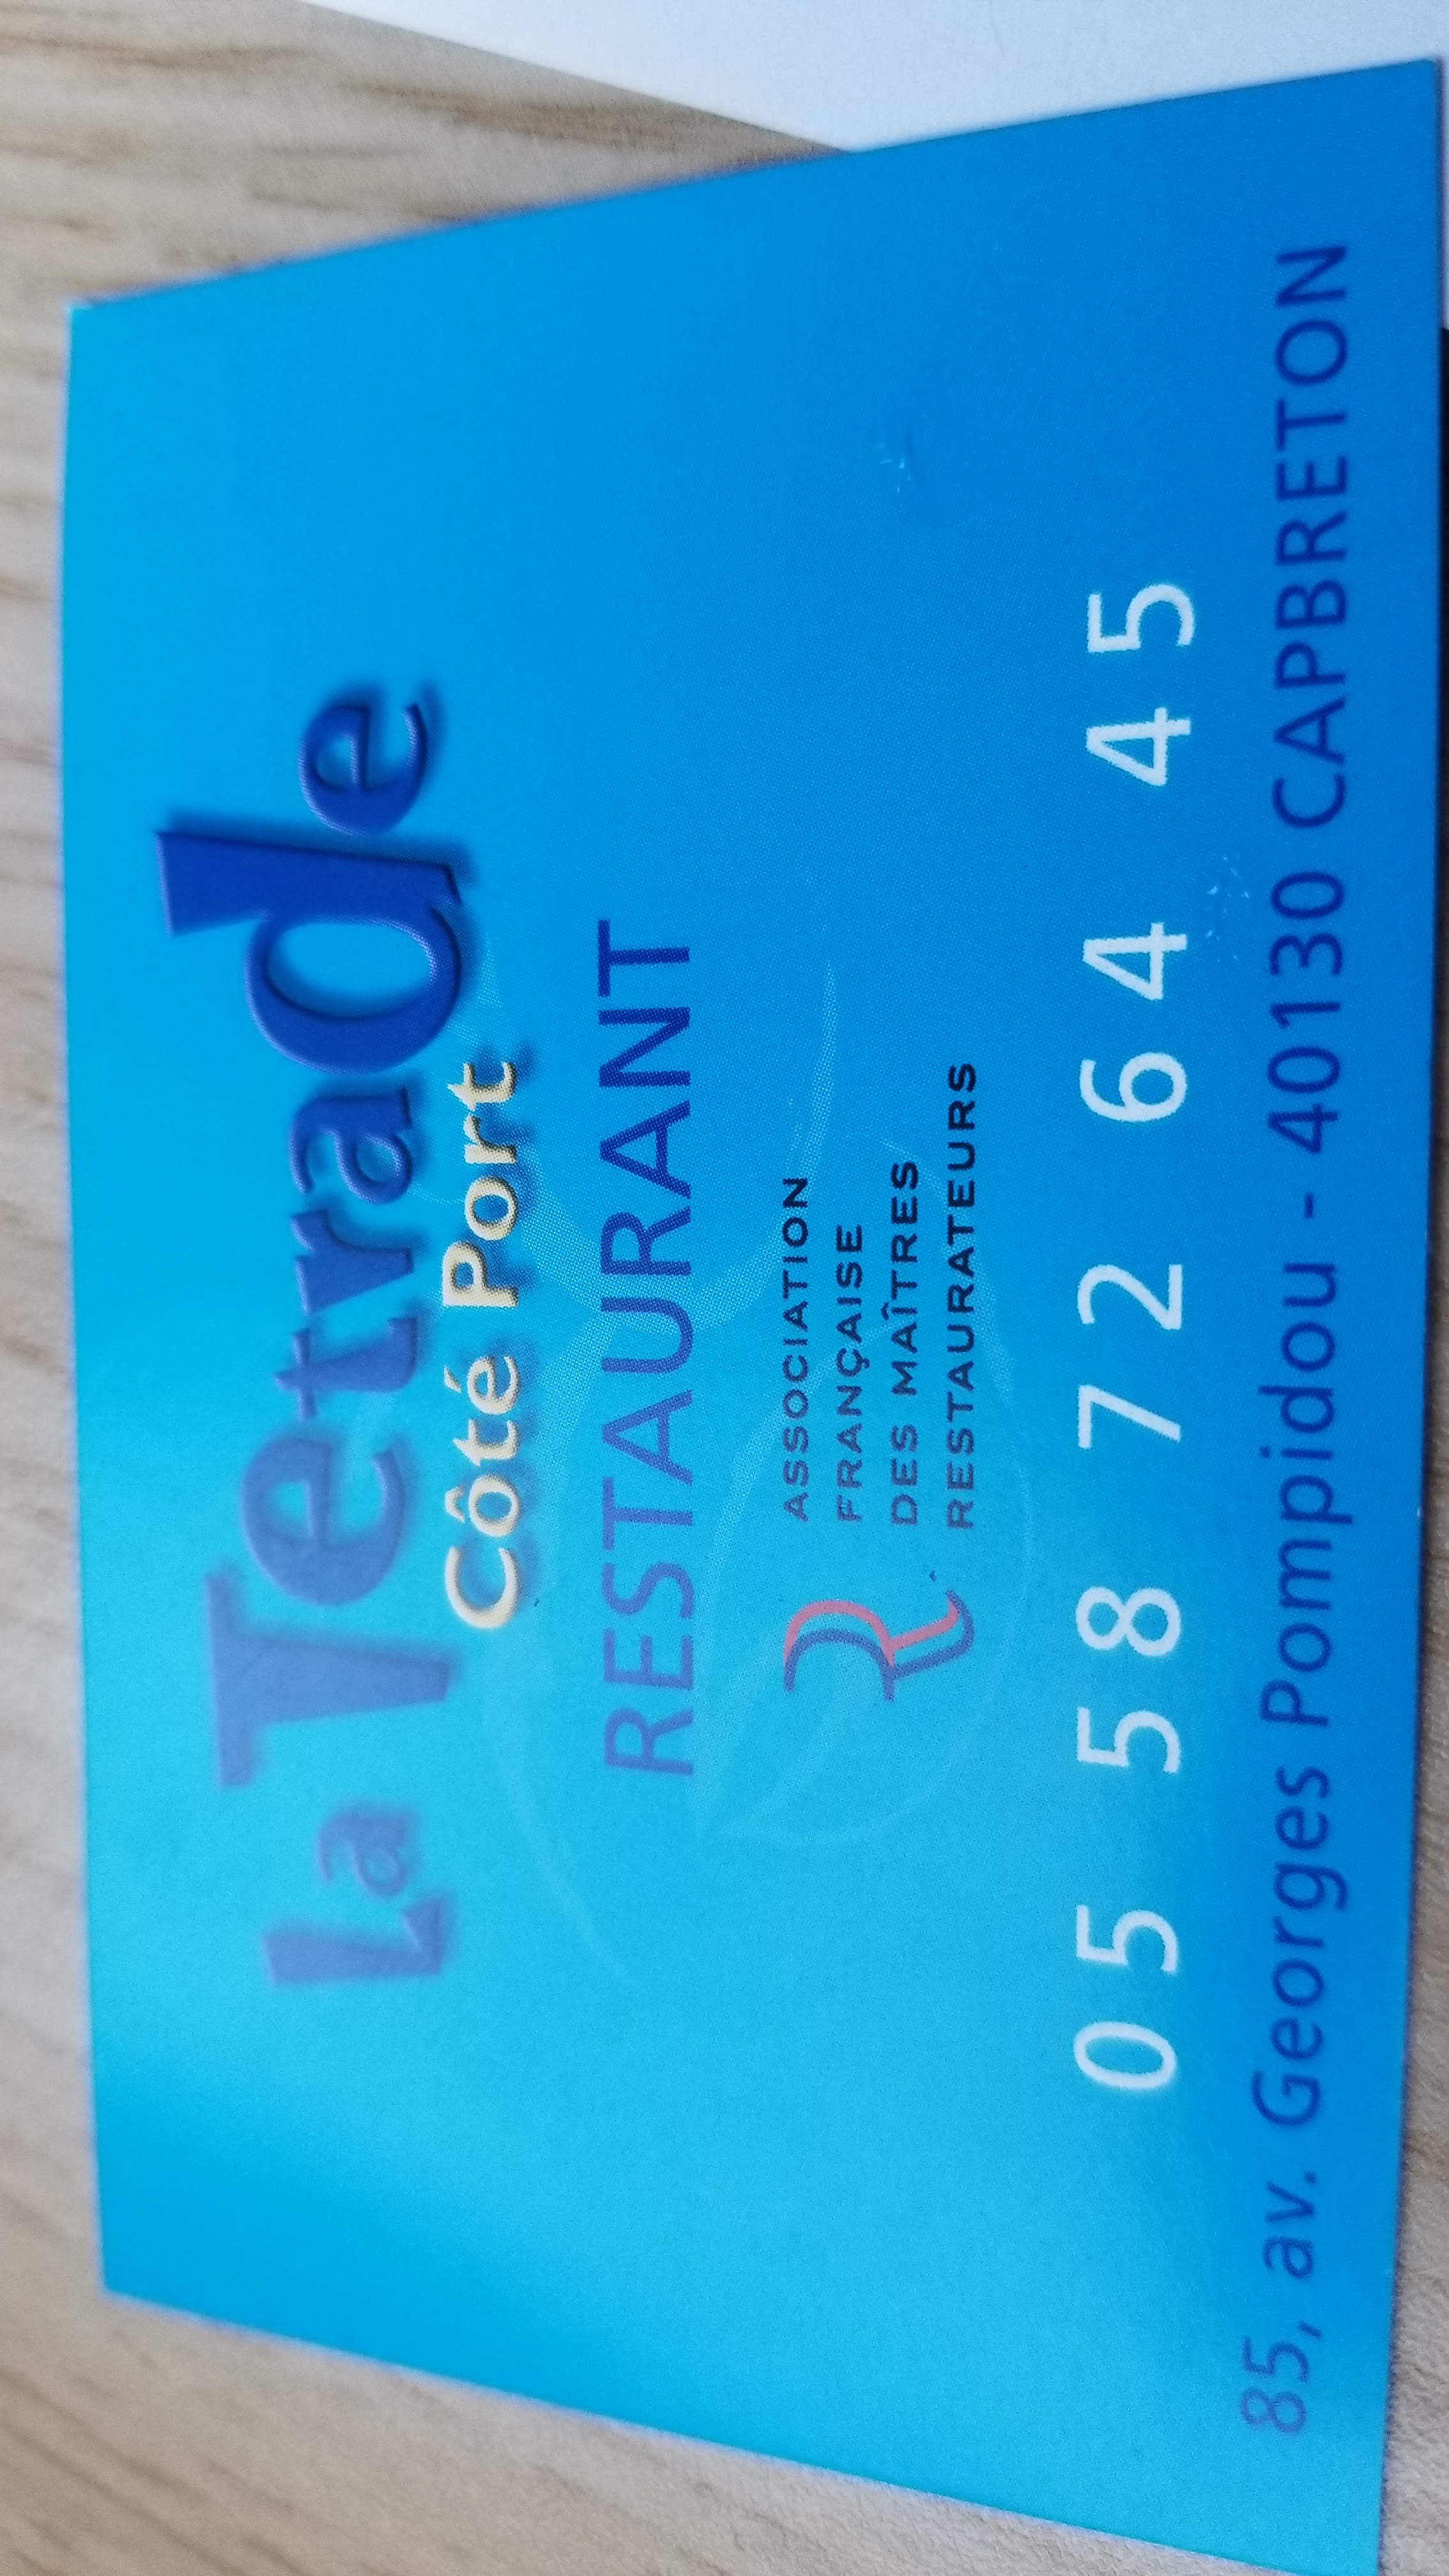 La Tetrade
Côté Port
RESTAURANT
ASSOCIATION
FRANÇAISE
DES MAÎTRES
RESTAURATEURS
05 58 72 64 45
85, av. Georges Pompidou - 40130 CAPBRETON